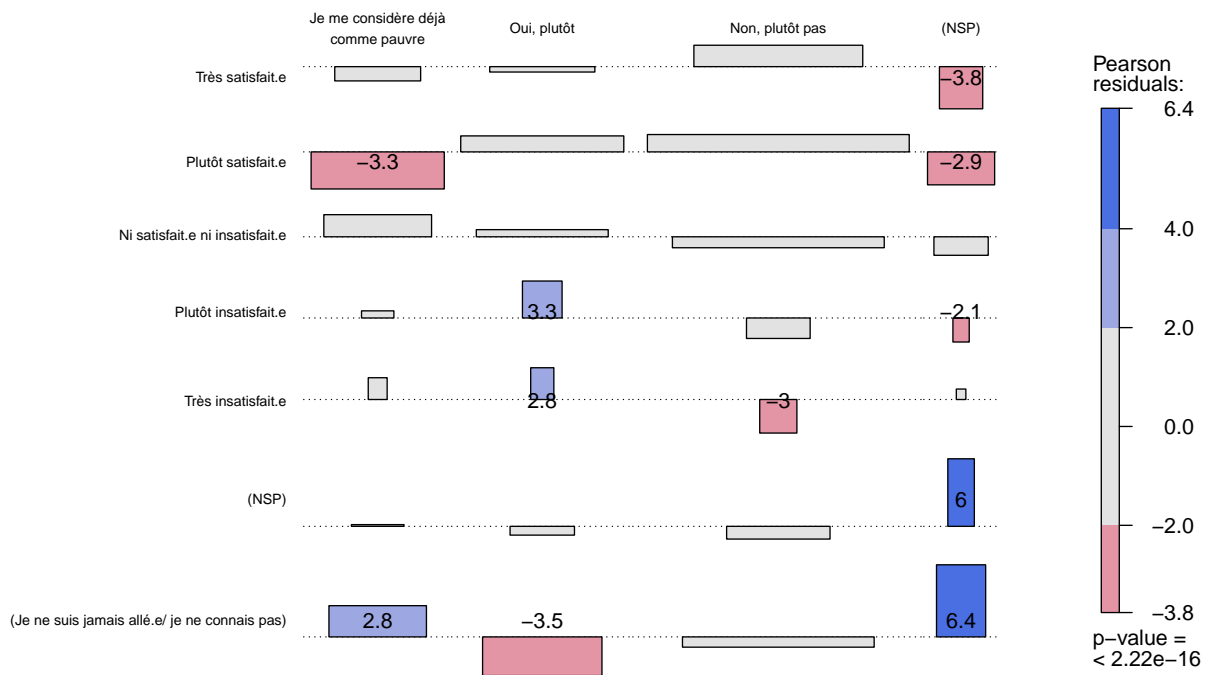 Je me considère déjà
comme pauvre
Oui, plutôt
Non, plutôt pas
(NSP)
Très satisfait.e
−3.8
Plutôt satisfait.e
−3.3
−2.9
Ni satisfait.e ni insatisfait.e
Plutôt insatisfait.e
3.3
−2.1
Très insatisfait.e
2.8
−3
(NSP)
6
(Je ne suis jamais allé.e/ je ne connais pas)
2.8
−3.5
6.4
Pearson
residuals:
6.4
4.0
2.0
0.0
−2.0
−3.8
p−value =
< 2.22e−16